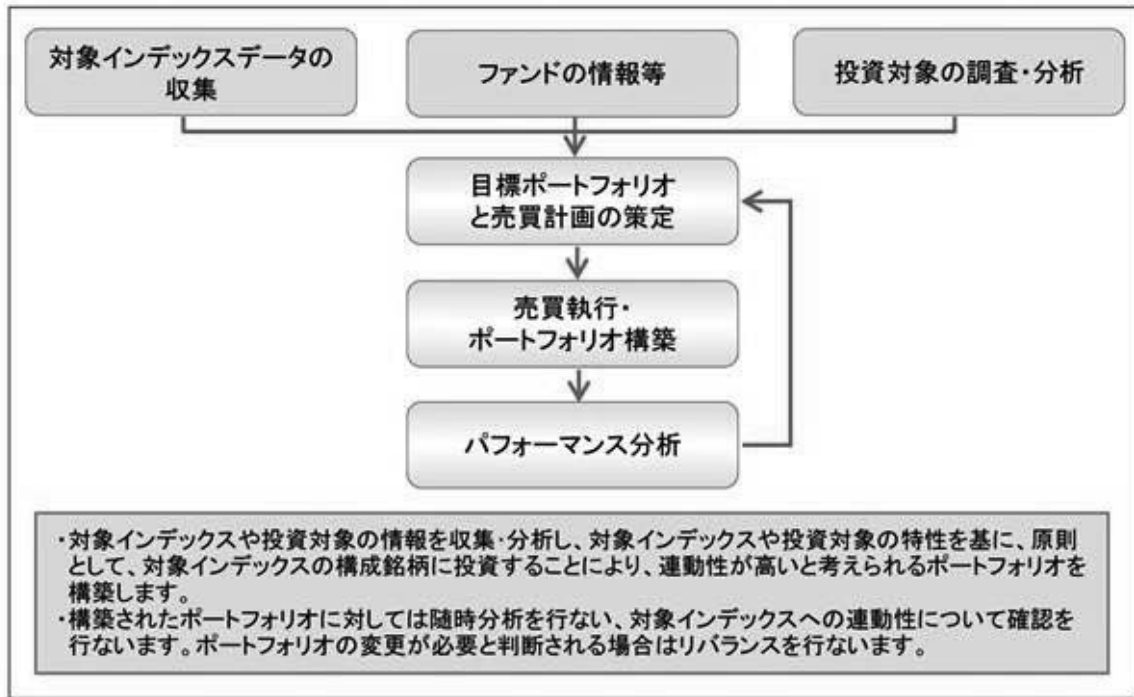 対象インデックスデータの
収集
ファンドの情報等
投資対象の調査・分析
目標ポートフォリオ
と売買計画の策定
売買執行・
ポートフォリオ構築
パフォーマンス分析
・対象インデックスや投資対象の情報を収集・分析し、対象インデックスや投資対象の特性を基に、原則
として、対象インデックスの構成銘柄に投資することにより、連動性が高いと考えられるポートフォリオを
構築します。
・構築されたポートフォリオに対しては随時分析を行ない、対象インデックスへの連動性について確認を
行ないます。ポートフォリオの変更が必要と判断される場合はリバランスを行ないます。